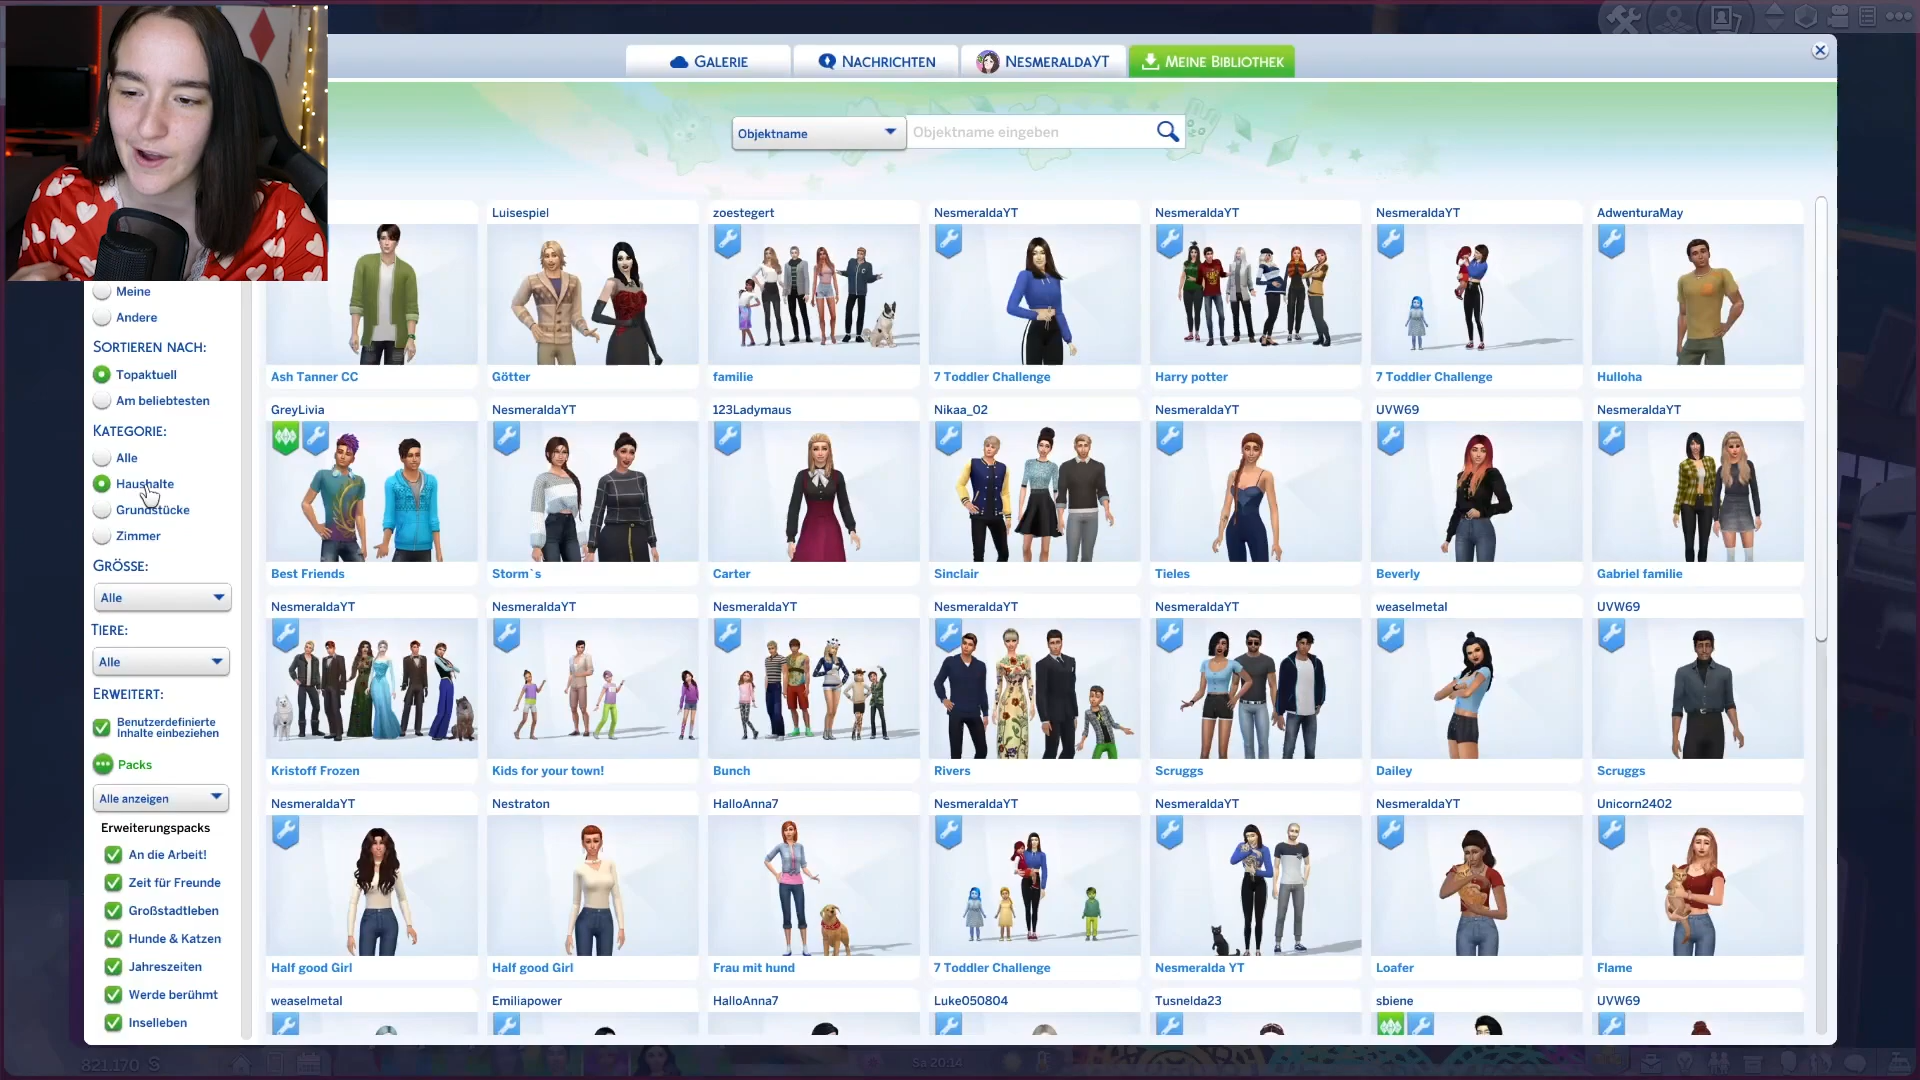 GALERIE
NACHRICHTEN
NESMERALDAYT
MEINE BIBLIOTHEK
Objektname
Objektname eingeben
Meine
Andere
SORTIEREN NACH:
Topaktuell
Am beliebtesten
KATEGORIE:
Alle
Haushalte
Grundstücke
Zimmer
GRÖSSE:
Alle
TIERE:
Alle
ERWEITERT:
Benutzerdefinierte
Inhalte einbeziehen
Packs
Alle anzeigen
Erweiterungspacks
An die Arbeit!
Zeit für Freunde
Großstadtleben
Hunde & Katzen
Jahreszeiten
Werde berühmt
Inselleben
Luisespiel
zoestegert
NesmeraldaYT
NesmeraldaYT
NesmeraldaYT
AdwenturaMay
Ash Tanner CC
Götter
familie
7 Toddler Challenge
Harry potter
7 Toddler Challenge
Hulloha
GreyLivia
NesmeraldaYT
123Ladymaus
Nikaa_02
NesmeraldaYT
UVW69
NesmeraldaYT
Best Friends
Storm`s
Carter
Sinclair
Tieles
Beverly
Gabriel familie
NesmeraldaYT
NesmeraldaYT
NesmeraldaYT
NesmeraldaYT
NesmeraldaYT
weaselmetal
UVW69
Kristoff Frozen
Kids for your town!
Bunch
Rivers
Scruggs
Dailey
Scruggs
NesmeraldaYT
Nestraton
HalloAnna7
NesmeraldaYT
NesmeraldaYT
NesmeraldaYT
Unicorn2402
Half good Girl
Half good Girl
Frau mit hund
7 Toddler Challenge
Nesmeralda YT
Loafer
Flame
weaselmetal
Emiliapower
HalloAnna7
Luke050804
Tusnelda23
sbiene
UVW69
821.170 S
Sa 20:14